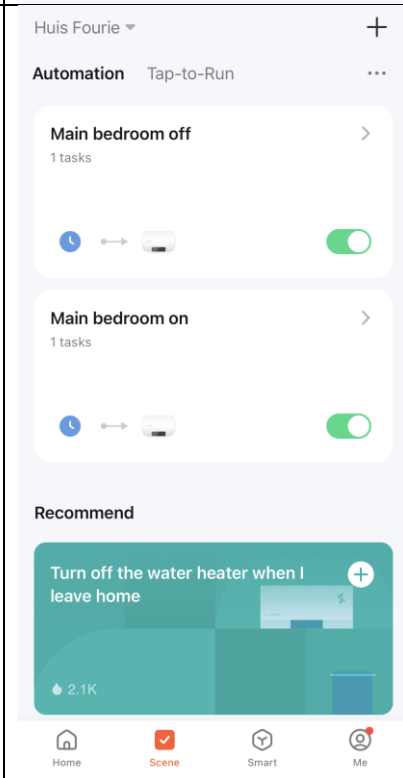 Huis Fourie
Automation Tap-to-Run
Main bedroom off
1 tasks
Main bedroom on
1 tasks
Recommend
Turn off the water heater when I
leave home
2.1K
Home Scene Smart Me